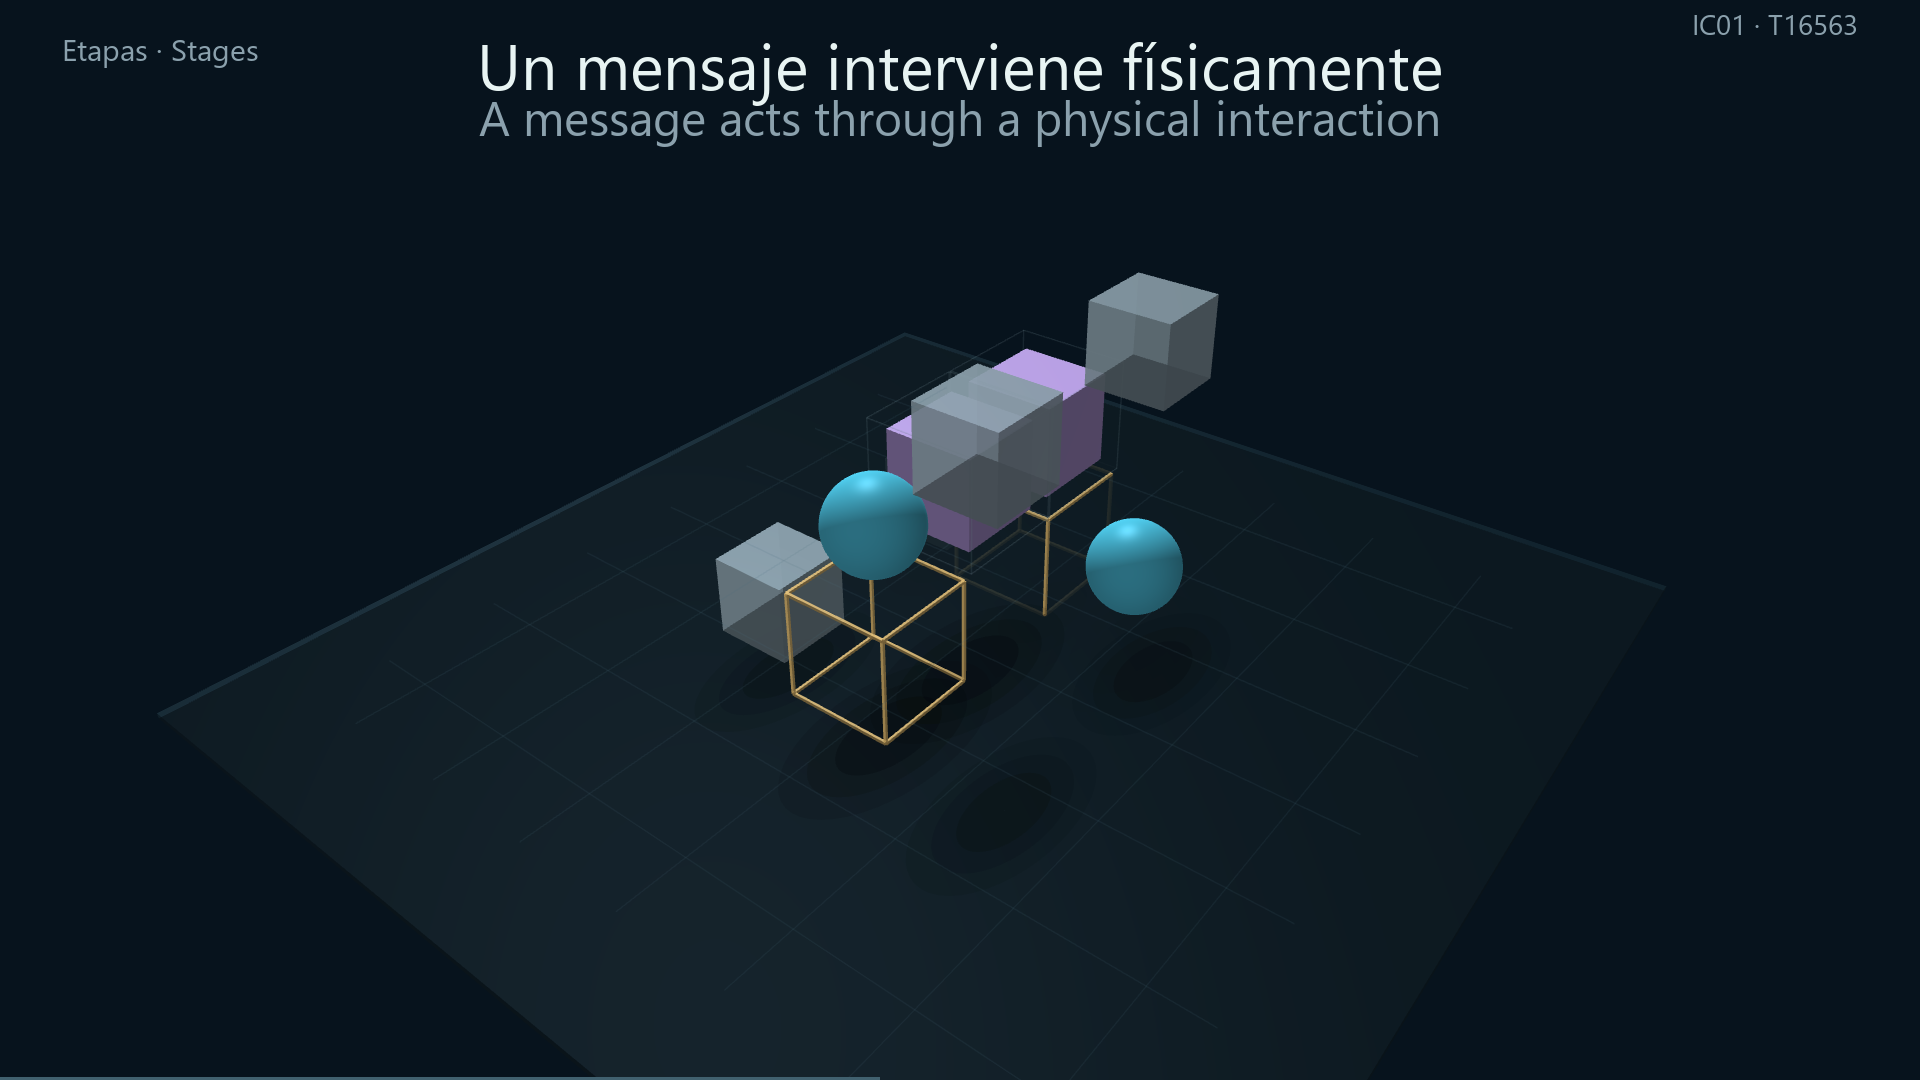 Etapas · Stages
IC01 · T16563
Un mensaje interviene físicamente
A message acts through a physical interaction